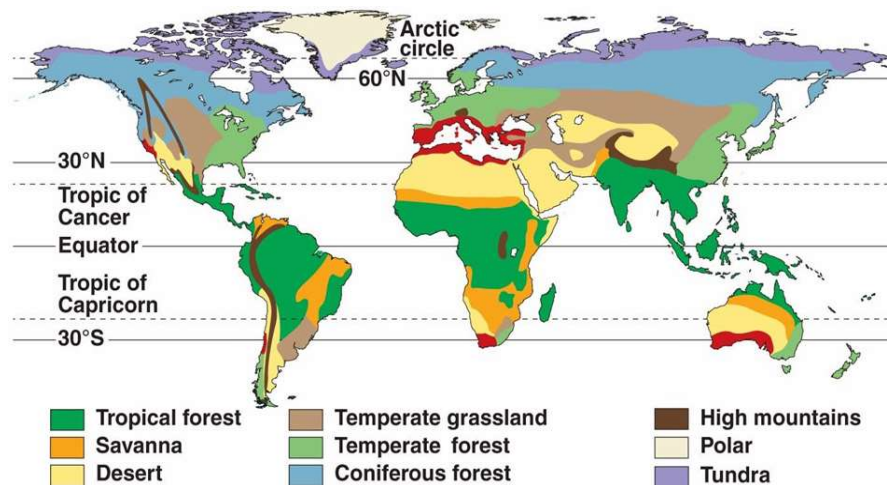 Arctic
circle
60°N
30°N
Tropic of
Cancer
Equator
Tropic of
Capricorn
30°S
Tropical forest
Savanna
Desert
Temperate grassland
Temperate forest
Coniferous forest
High mountains
Polar
Tundra